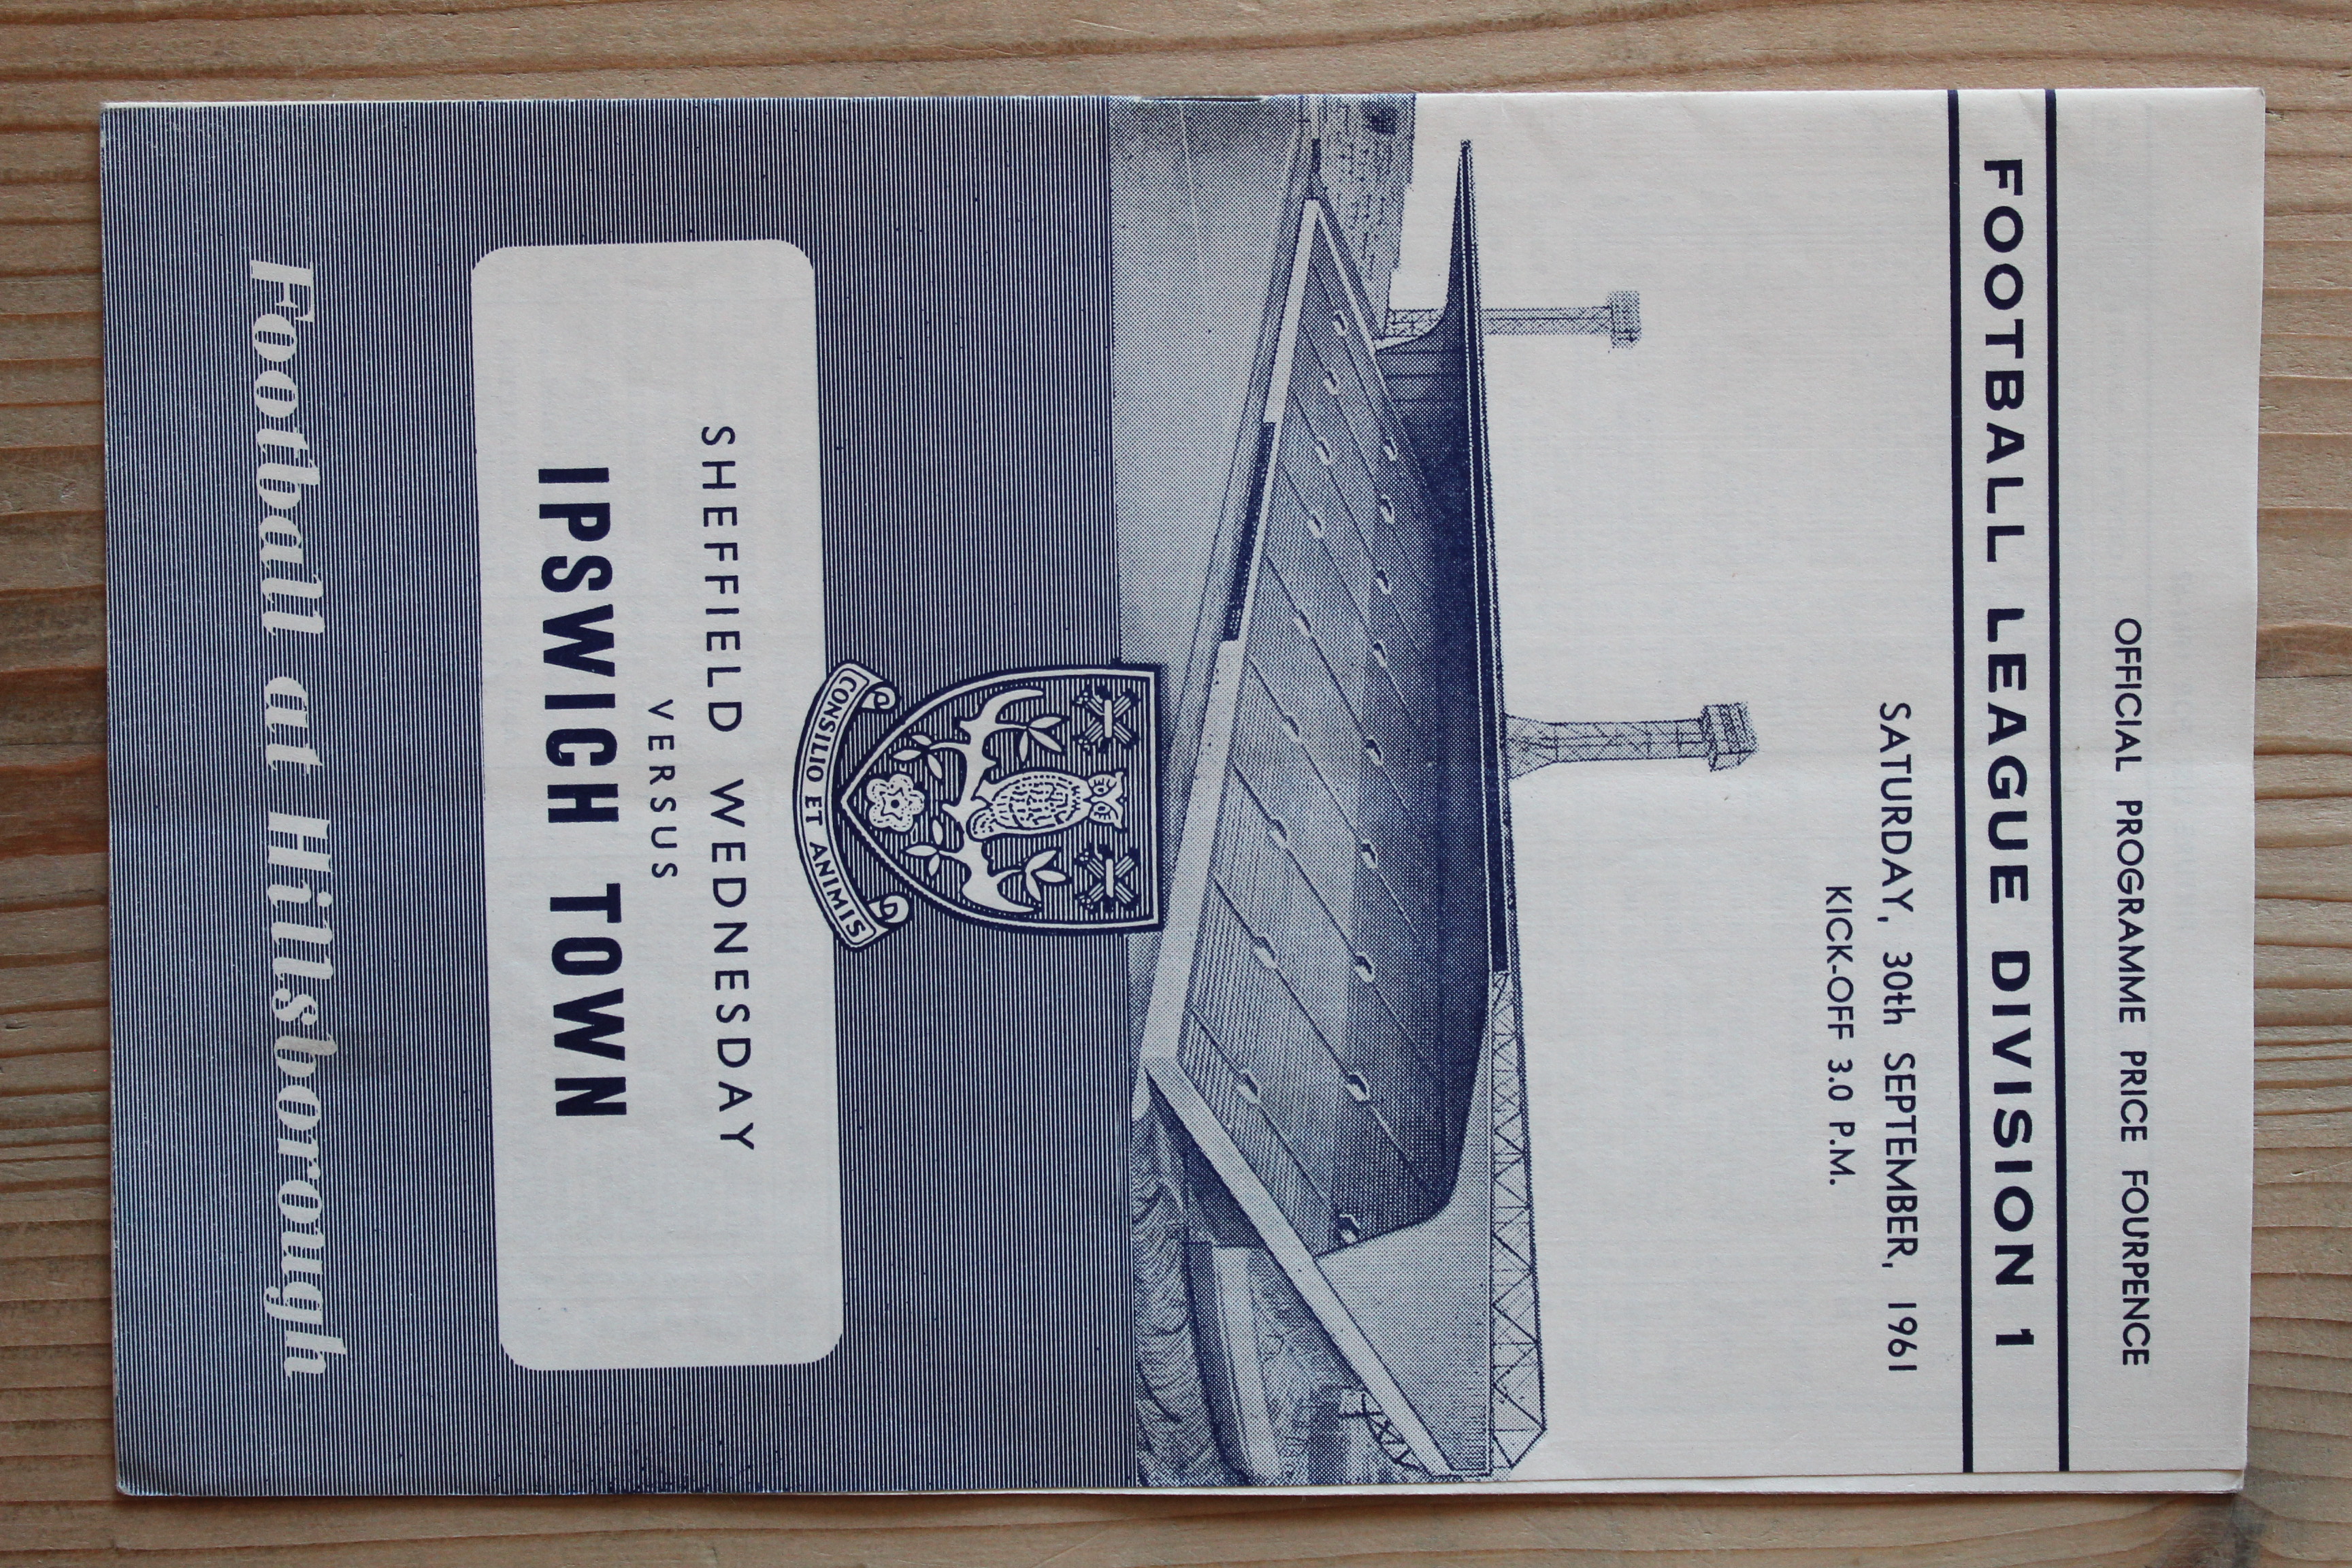 OFFICIAL PROGRAMME PRICE FOURPENCE
FOOTBALL LEAGUE DIVISION 1
SATURDAY, 30th SEPTEMBER, 1961
KICK-OFF 3.0 P.M.
CONSILIO ET ANIMIS
SHEFFIELD WEDNESDAY
VERSUS
IPSWICH TOWN
Football at Hillsborough